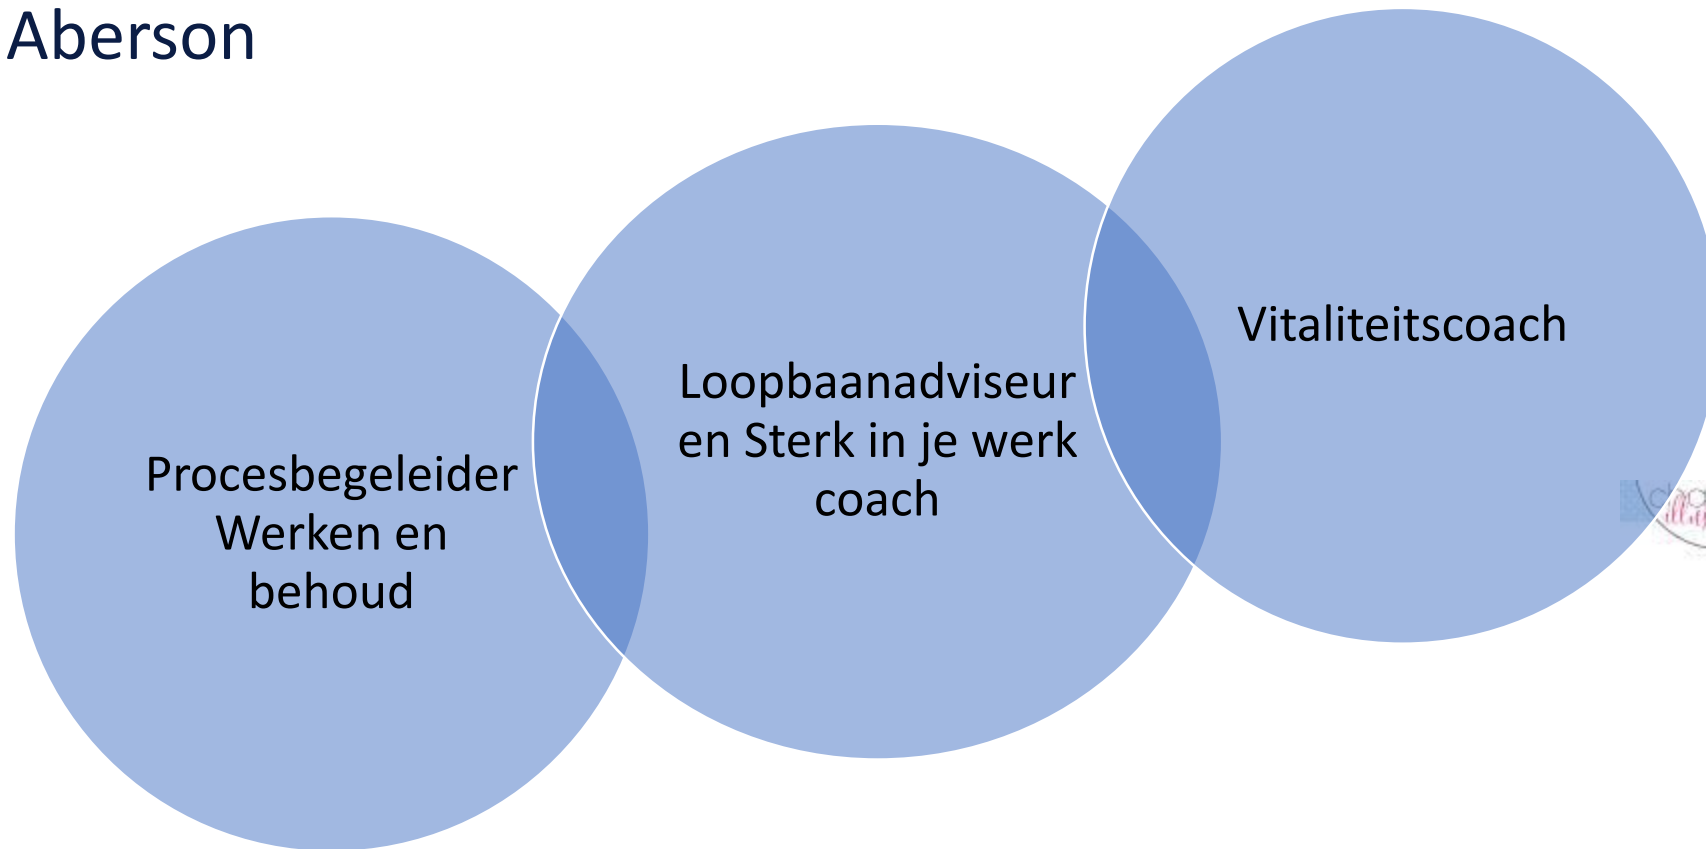 Aberson
Procesbegeleider
Werken en
behoud
Loopbaanadviseur
en Sterk in je werk
coach
Vitaliteitscoach